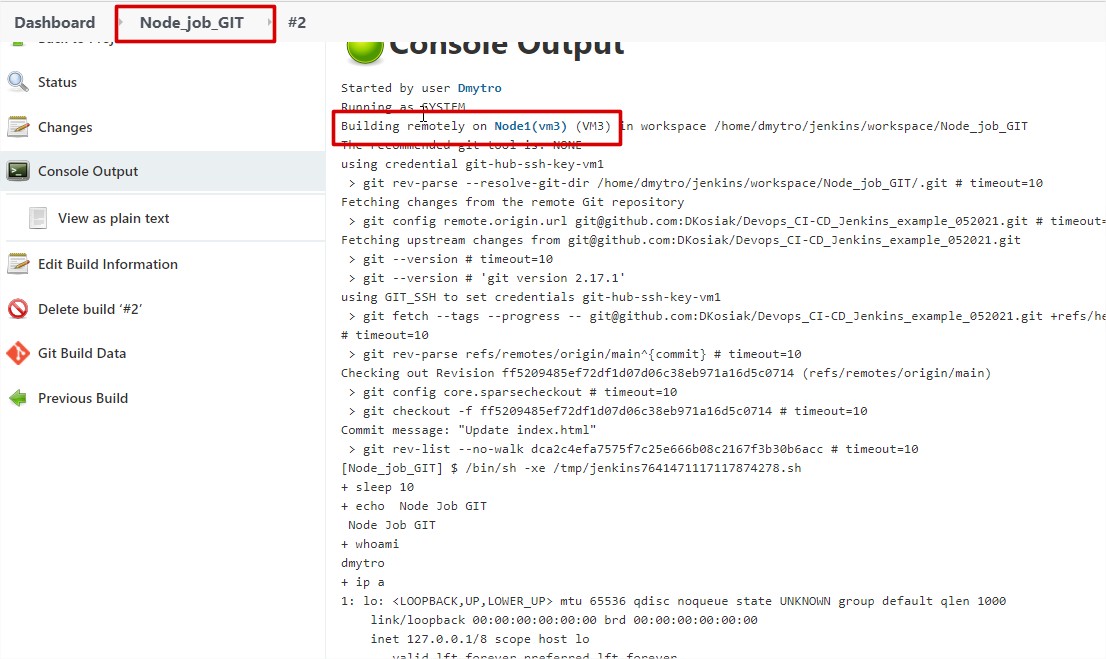 Dashboard Node_job_GIT #2
Back to Proj
Status
Changes
Console Output
View as plain text
Edit Build Information
Delete build ‘#2’
Git Build Data
Previous Build
Console Output
Started by user Dmytro
Running as SYSTEM
Building remotely on Node1(vm3) (VM3) in workspace /home/dmytro/jenkins/workspace/Node_job_GIT
The recommended git tool is: NONE
using credential git-hub-ssh-key-vm1
> git rev-parse --resolve-git-dir /home/dmytro/jenkins/workspace/Node_job_GIT/.git # timeout=10
Fetching changes from the remote Git repository
> git config remote.origin.url git@github.com:DKosiak/Devops_CI-CD_Jenkins_example_052021.git # timeout=
Fetching upstream changes from git@github.com:DKosiak/Devops_CI-CD_Jenkins_example_052021.git
> git --version # timeout=10
> git --version # 'git version 2.17.1'
using GIT_SSH to set credentials git-hub-ssh-key-vm1
> git fetch --tags --progress -- git@github.com:DKosiak/Devops_CI-CD_Jenkins_example_052021.git +refs/he
# timeout=10
> git rev-parse refs/remotes/origin/main^{commit} # timeout=10
Checking out Revision ff5209485ef72df1d07d06c38eb971a16d5c0714 (refs/remotes/origin/main)
> git config core.sparsecheckout # timeout=10
> git checkout -f ff5209485ef72df1d07d06c38eb971a16d5c0714 # timeout=10
Commit message: "Update index.html"
> git rev-list --no-walk dca2c4efa7575f7c25e666b08c2167f3b30b6acc # timeout=10
[Node_job_GIT] $ /bin/sh -xe /tmp/jenkins7641471117117874278.sh
+ sleep 10
+ echo  Node Job GIT
Node Job GIT
+ whoami
dmytro
+ ip a
1: lo: <LOOPBACK,UP,LOWER_UP> mtu 65536 qdisc noqueue state UNKNOWN group default qlen 1000
link/loopback 00:00:00:00:00:00 brd 00:00:00:00:00:00
inet 127.0.0.1/8 scope host lo
valid_lft forever preferred_lft forever